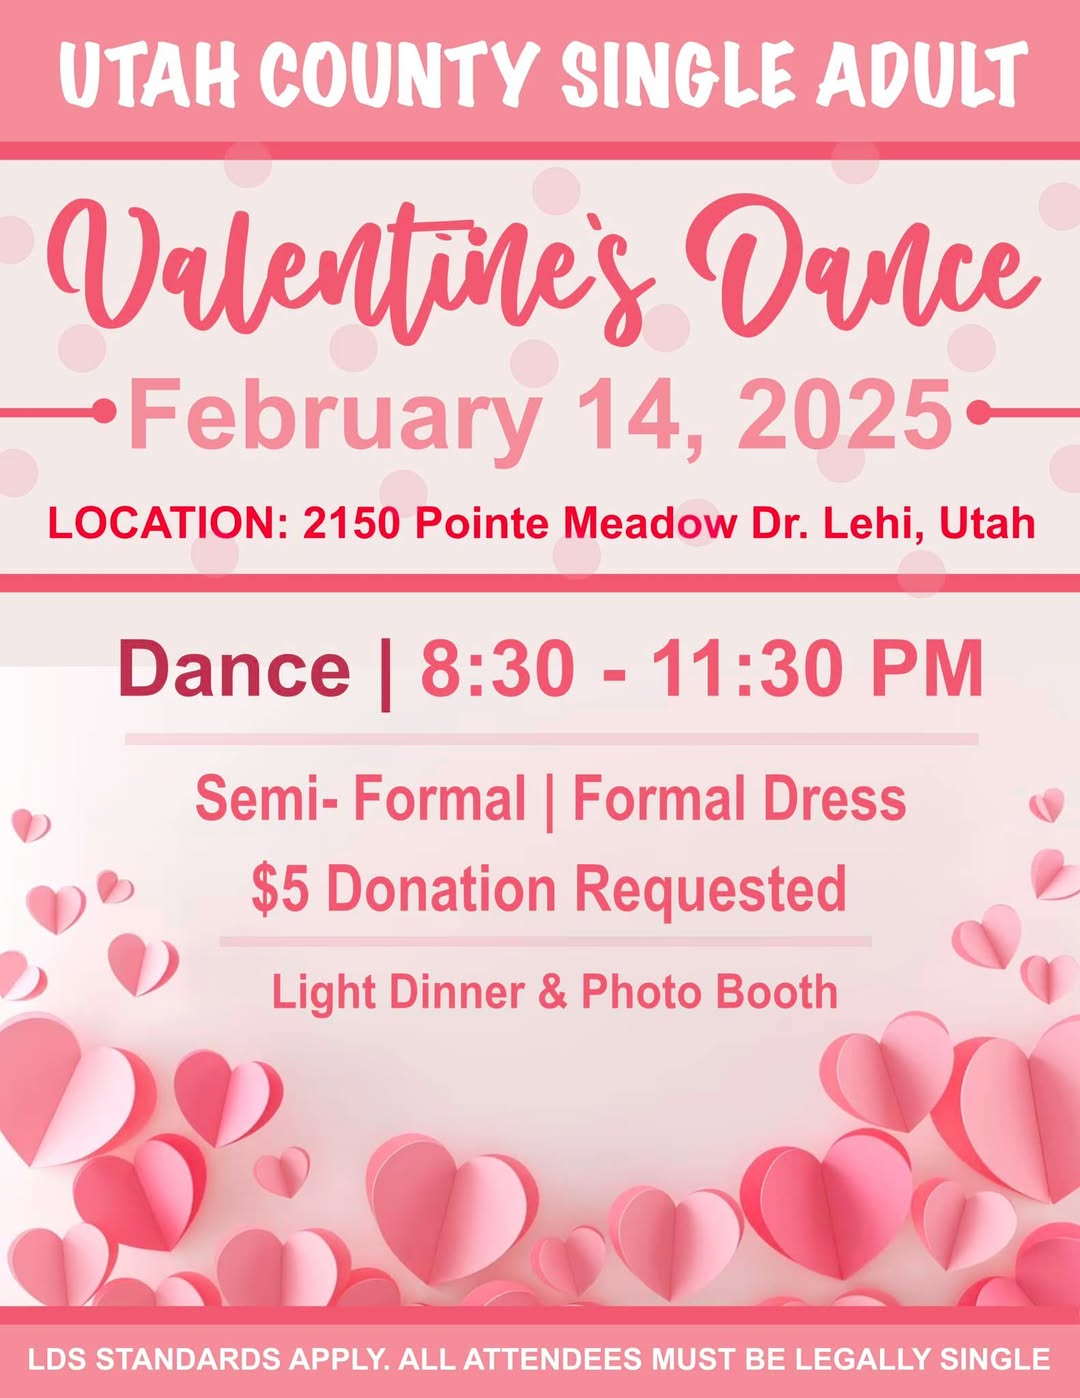 UTAH COUNTY SINGLE ADULT
Valentine's Dance
February 14, 2025
LOCATION: 2150 Pointe Meadow Dr. Lehi, Utah
Dance | 8:30 - 11:30 PM
Semi- Formal | Formal Dress
$5 Donation Requested
Light Dinner & Photo Booth
LDS STANDARDS APPLY. ALL ATTENDEES MUST BE LEGALLY SINGLE